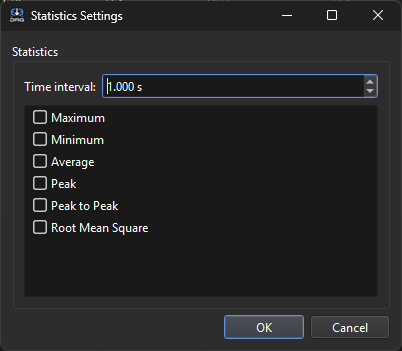 DAQ
Statistics Settings
Statistics
Time interval: 1.000 s
Maximum
Minimum
Average
Peak
Peak to Peak
Root Mean Square
OK
Cancel